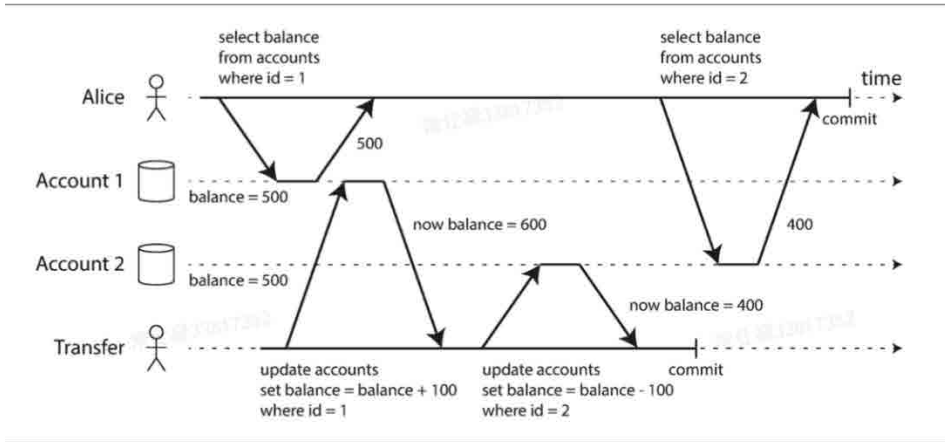 select balance
from accounts
where id = 1
select balance
from accounts
where id = 2
time
Alice
commit
500
Account 1
balance = 500
now balance = 600
400
Account 2
balance = 500
now balance = 400
Transfer
commit
update accounts
set balance = balance + 100
where id = 1
update accounts
set balance = balance - 100
where id = 2